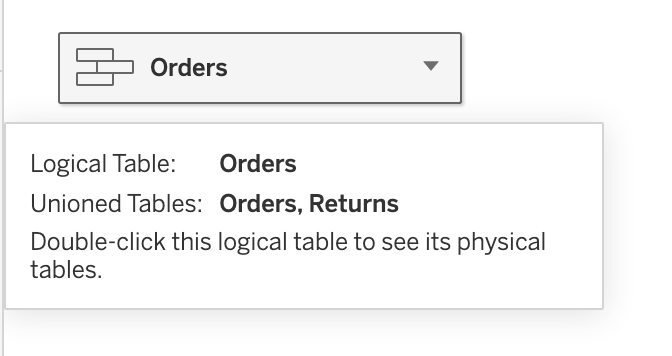 Orders
Logical Table: Orders
Unioned Tables: Orders, Returns
Double-click this logical table to see its physical
tables.